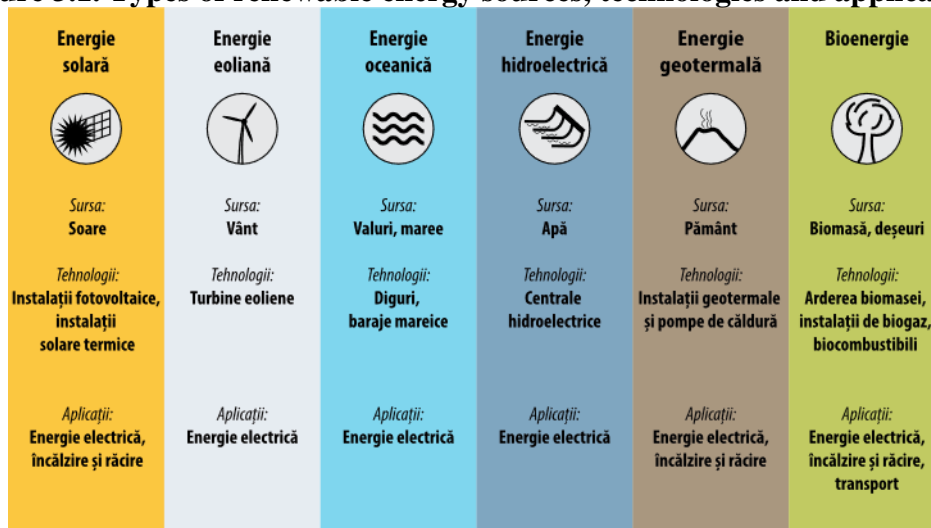 Types of renewable energy sources, technologies and
Energie
solară
Sursa:
Soare
Tehnologii:
Instalații fotovoltaice,
instalații
solare termice
Aplicații:
Energie electrică,
încălzire și răcire
Energie
eoliană
Sursa:
Vânt
Tehnologii:
Turbine eoliene
Aplicații:
Energie electrică
Energie
oceanică
Sursa:
Valuri, maree
Tehnologii:
Diguri,
baraje mareice
Aplicații:
Energie electrică
Energie
hidroelectrică
Sursa:
Apă
Tehnologii:
Centrale
hidroelectrice
Aplicații:
Energie electrică
Energie
geotermală
Sursa:
Pământ
Tehnologii:
Instalații geotermale
și pompe de căldură
Aplicații:
Energie electrică,
încălzire și răcire
Bioenergie
Sursa:
Biomasă, deșeuri
Tehnologii:
Arderea biomasei,
instalații de biogaz,
biocombustibili
Aplicații:
Energie electrică,
încălzire și răcire,
transport